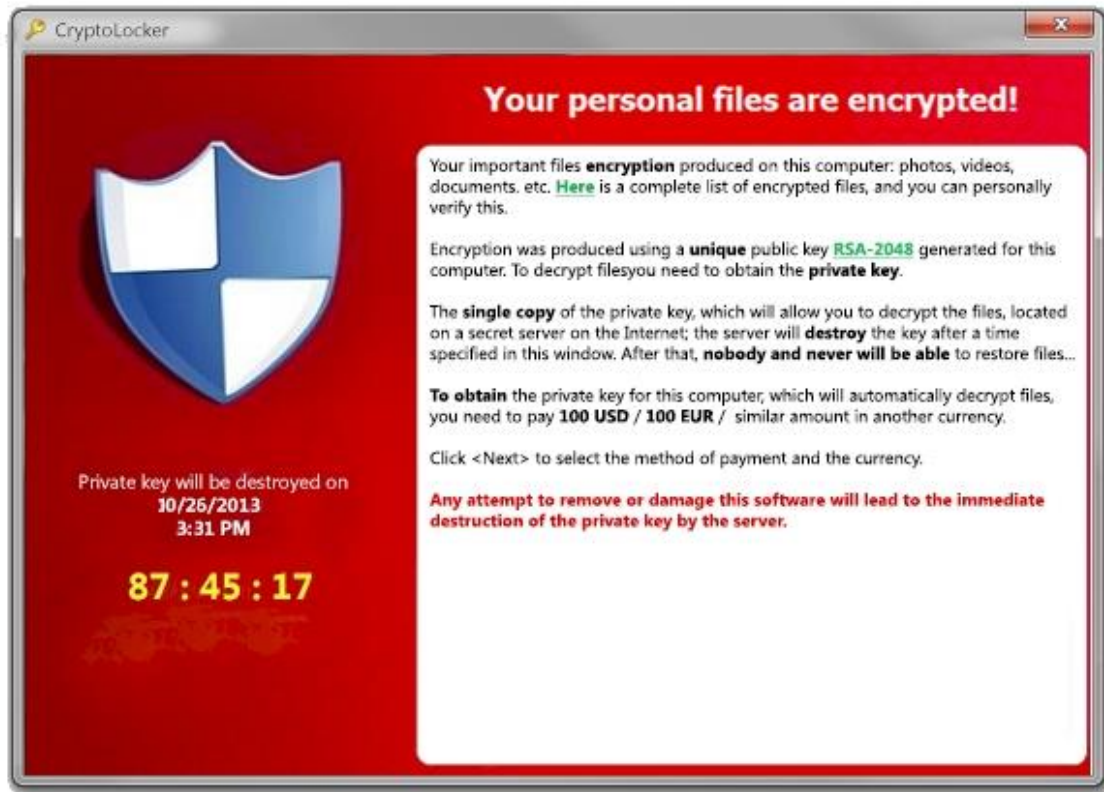 CryptoLocker
Your personal files are encrypted!
Your important files encryption produced on this computer: photos, videos,
documents. etc. Here is a complete list of encrypted files, and you can personally
verify this.
Encryption was produced using a unique public key RSA-2048 generated for this
computer. To decrypt filesyou need to obtain the private key.
The single copy of the private key, which will allow you to decrypt the files, located
on a secret server on the Internet; the server will destroy the key after a time
specified in this window. After that, nobody and never will be able to restore files...
To obtain the private key for this computer, which will automatically decrypt files,
you need to pay 100 USD / 100 EUR / similar amount in another currency.
Click <Next> to select the method of payment and the currency.
Any attempt to remove or damage this software will lead to the immediate
destruction of the private key by the server.
Private key will be destroyed on
10/26/2013
3:31 PM
87 : 45 : 17